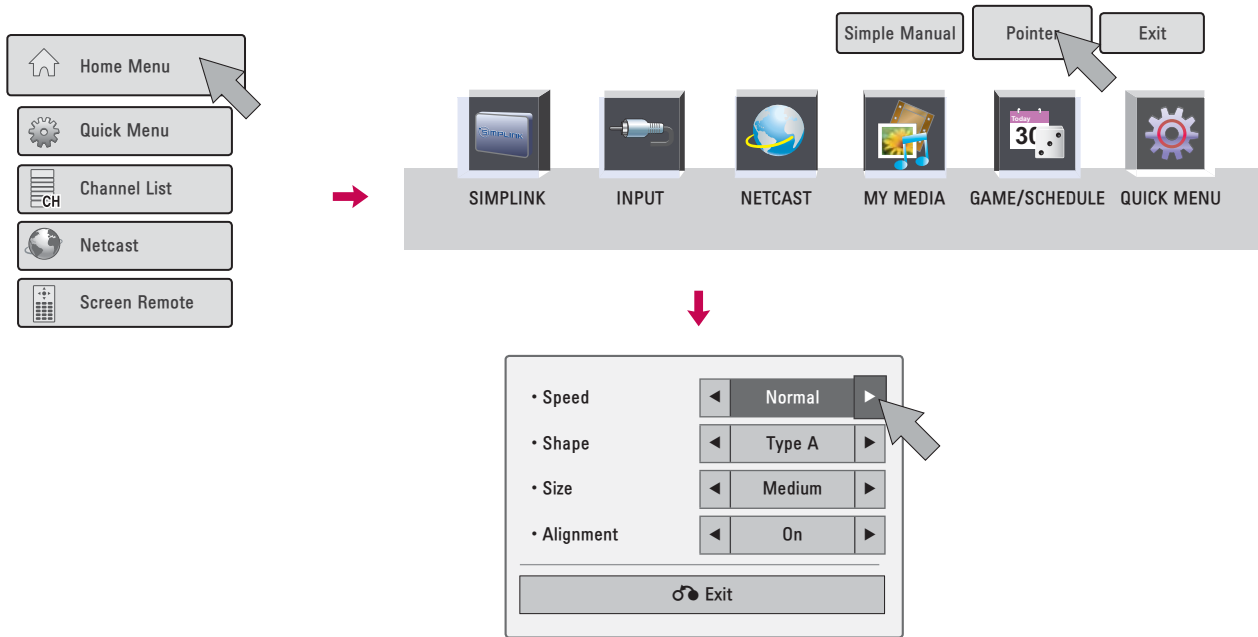 Home Menu
Quick Menu
CH
Channel List
Netcast
Screen Remote
Simple Manual
Pointer
Exit
SIMPLINK
Today
30
SIMPLINK
INPUT
NETCAST
MY MEDIA
GAME/SCHEDULE
QUICK MENU
• Speed ◀ Normal ▶
• Shape ◀ Type A ▶
• Size ◀ Medium ▶
• Alignment ◀ On ▶
Exit